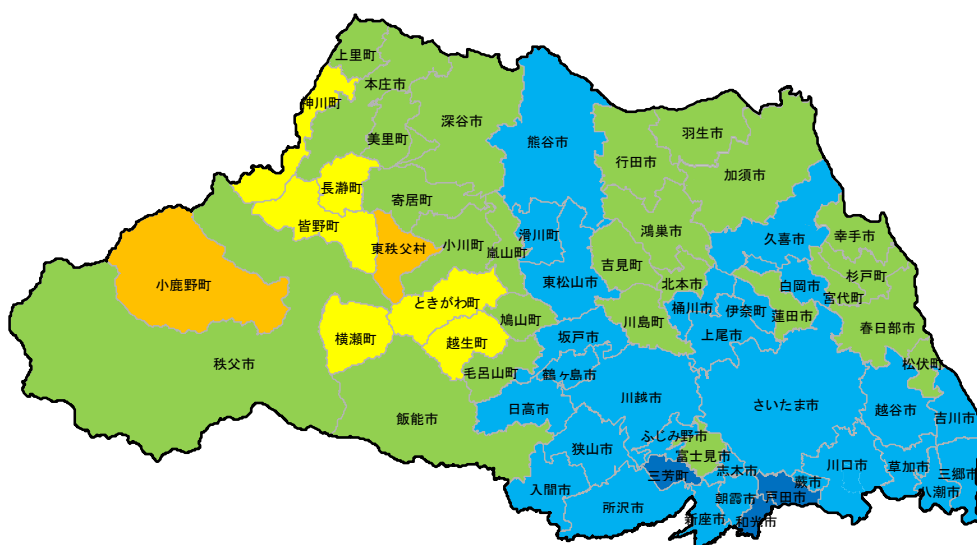 上里町
本庄市
神川町
美里町
深谷市
熊谷市
羽生市
行田市
加須市
長瀞町
寄居町
皆野町
東秩父村
小川町
嵐山町
滑川町
吉見町
鴻巣市
久喜市
幸手市
小鹿野町
東松山市
北本市
白岡市
杉戸町
宮代町
ときがわ町
鳩山町
川島町
桶川市
伊奈町
蓮田市
春日部市
横瀬町
越生町
坂戸市
上尾市
松伏町
秩父市
毛呂山町
鶴ヶ島市
飯能市
日高市
川越市
さいたま市
越谷市
吉川市
狭山市
ふじみ野市
富士見市
三芳町
志木市
川口市
草加市
三郷市
入間市
所沢市
朝霞市
戸田市
蕨市
八潮市
新座市
和光市